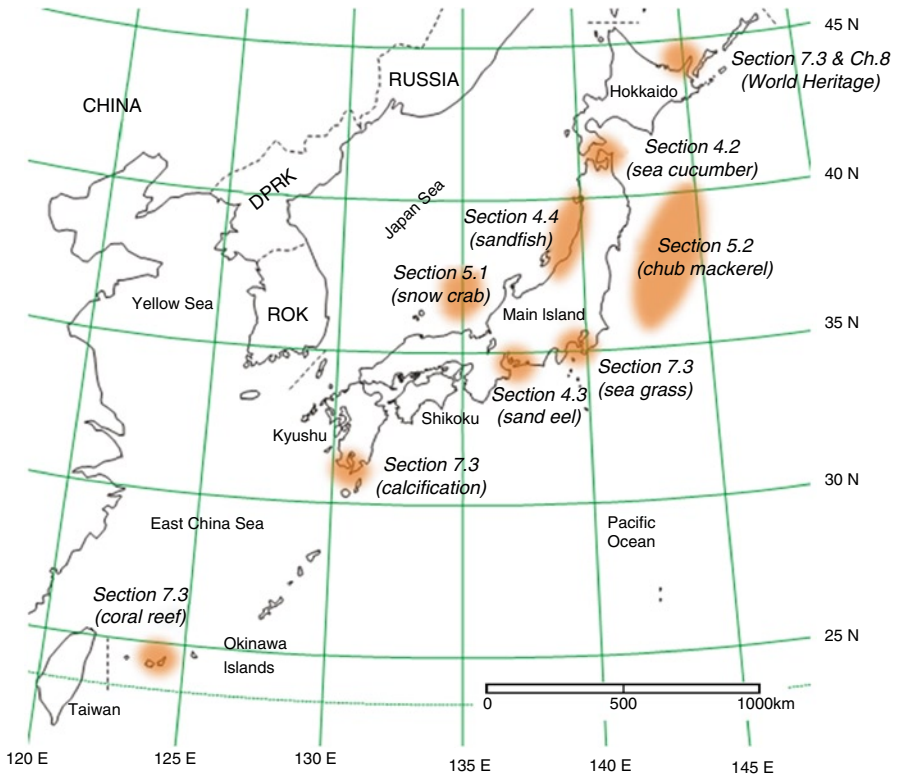 45 N
Section 7.3 & Ch.8
(World Heritage)
RUSSIA
Hokkaido
CHINA
Section 4.2
(sea cucumber)
40 N
DPRK
Japan Sea
Section 4.4
(sandfish)
Section 5.2
(chub mackerel)
Section 5.1
(snow crab)
Yellow Sea
ROK
Main Island
35 N
Section 7.3
(sea grass)
Section 4.3
(sand eel)
Shikoku
Kyushu
Section 7.3
(calcification)
30 N
East China Sea
Pacific
Ocean
Section 7.3
(coral reef)
25 N
Okinawa
Islands
Taiwan
0 500 1000km
120 E 125 E 130 E 135 E 140 E 145 E